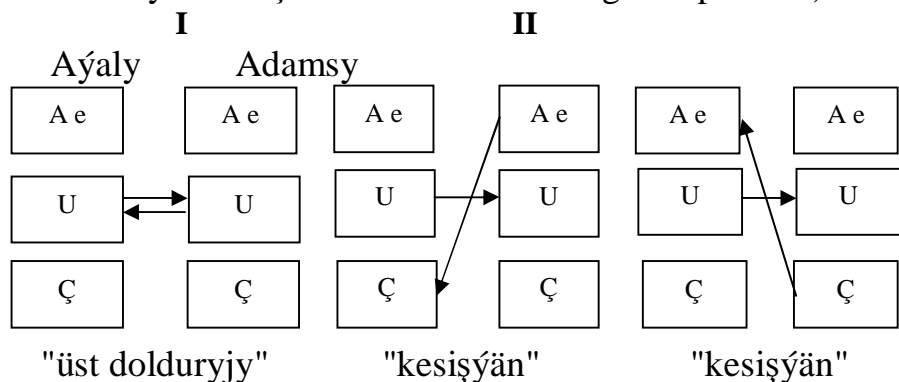 I II
Aýaly Adamsy
A e A e A e A e A e A e
U U U U U U
Ç Ç Ç Ç Ç Ç
"üst dolduryjy" "kesişýän" "kesişýän"